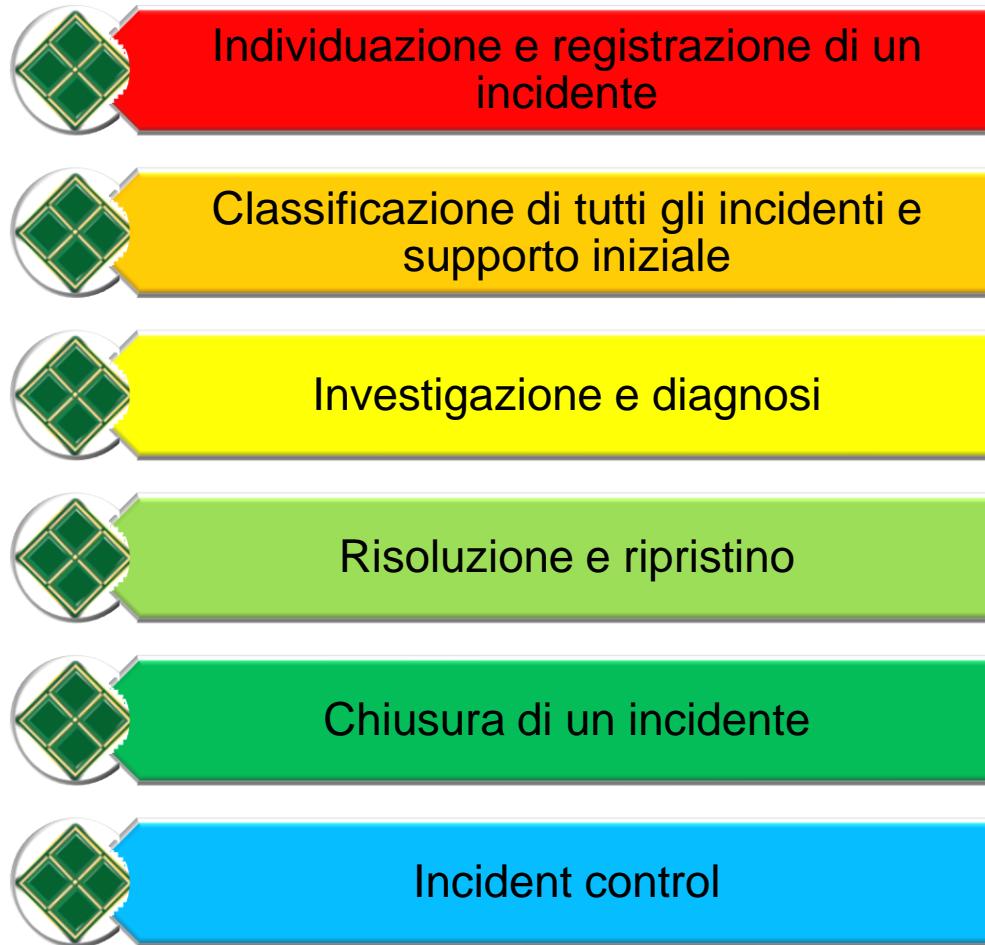 Individuazione e registrazione di un
incidente
Classificazione di tutti gli incidenti e
supporto iniziale
Investigazione e diagnosi
Risoluzione e ripristino
Chiusura di un incidente
Incident control